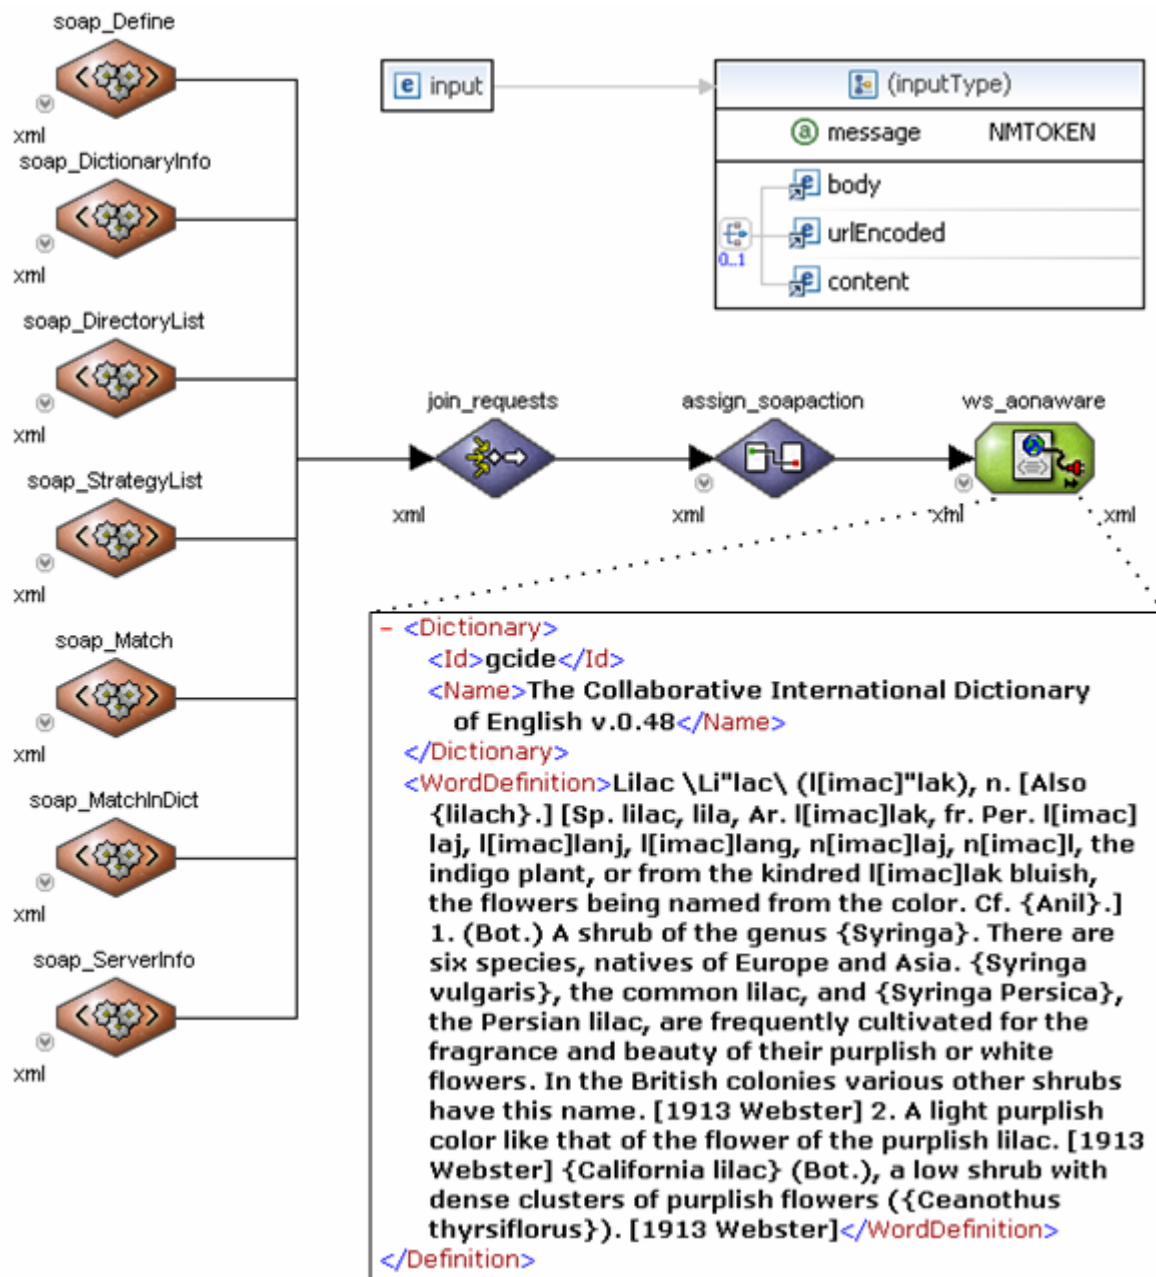 soap_Define
xml
soap_DictionaryInfo
xml
soap_DirectoryList
xml
soap_StrategyList
xml
soap_Match
xml
soap_MatchInDict
xml
soap_ServerInfo
xml
e input
(inputType)
a message NMTOKEN
e body
e urlEncoded
0..1
e content
join_requests
xml
assign_soapaction
xml
ws_aonaware
xml
xml
- <Dictionary>
<Id>gcide</Id>
<Name>The Collaborative International Dictionary
of English v.0.48</Name>
</Dictionary>
<WordDefinition>Lilac \Li"lac\ (l[imac]"lak), n. [Also
{lilach}.] [Sp. lilac, lila, Ar. l[imac]lak, fr. Per. l[imac]
laj, l[imac]lanj, l[imac]lang, n[imac]laj, n[imac]l, the
indigo plant, or from the kindred l[imac]lak bluish,
the flowers being named from the color. Cf. {Anil}.]
1. (Bot.) A shrub of the genus {Syringa}. There are
six species, natives of Europe and Asia. {Syringa
vulgaris}, the common lilac, and {Syringa Persica},
the Persian lilac, are frequently cultivated for the
fragrance and beauty of their purplish or white
flowers. In the British colonies various other shrubs
have this name. [1913 Webster] 2. A light purplish
color like that of the flower of the purplish lilac. [1913
Webster] {California lilac} (Bot.), a low shrub with
dense clusters of purplish flowers ({Ceanothus
thyrsiflorus}). [1913 Webster]</WordDefinition>
</Definition>